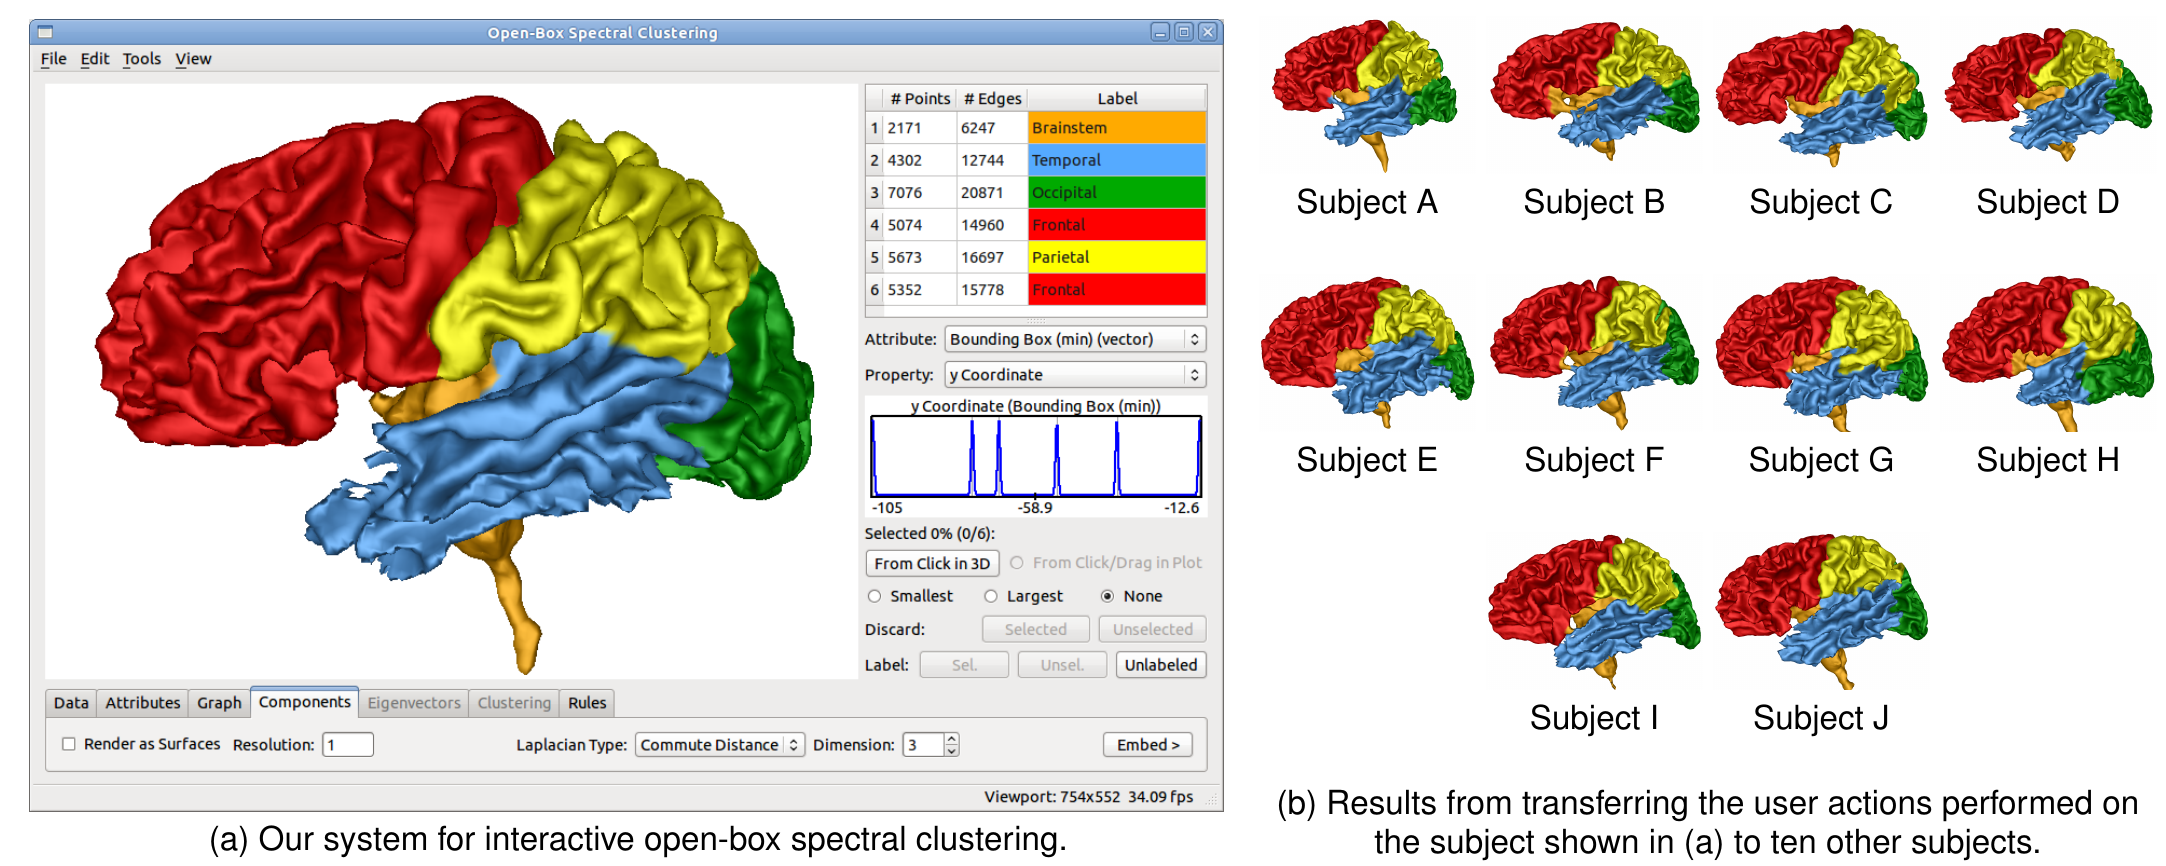 Open-Box Spectral Clustering
File Edit Tools View
# Points # Edges Label
1 2171 6247 Brainstem
2 4302 12744 Temporal
3 7076 20871 Occipital
4 5074 14960 Frontal
5 5673 16697 Parietal
6 5352 15778 Frontal
Attribute: Bounding Box (min) (vector)
Property: y Coordinate
y Coordinate (Bounding Box (min))
-105 -58.9 -12.6
Selected 0% (0/6):
From Click in 3D From Click/Drag in Plot
Smallest Largest None
Discard: Selected Unselected
Label: Sel. Unsel. Unlabeled
Data Attributes Graph Components Eigenvectors Clustering Rules
Render as Surfaces Resolution: 1 Laplacian Type: Commute Distance Dimension: 3 Embed >
Viewport: 754x552 34.09 fps
(a) Our system for interactive open-box spectral clustering.
Subject A Subject B Subject C Subject D
Subject E Subject F Subject G Subject H
Subject I Subject J
(b) Results from transferring the user actions performed on
the subject shown in (a) to ten other subjects.